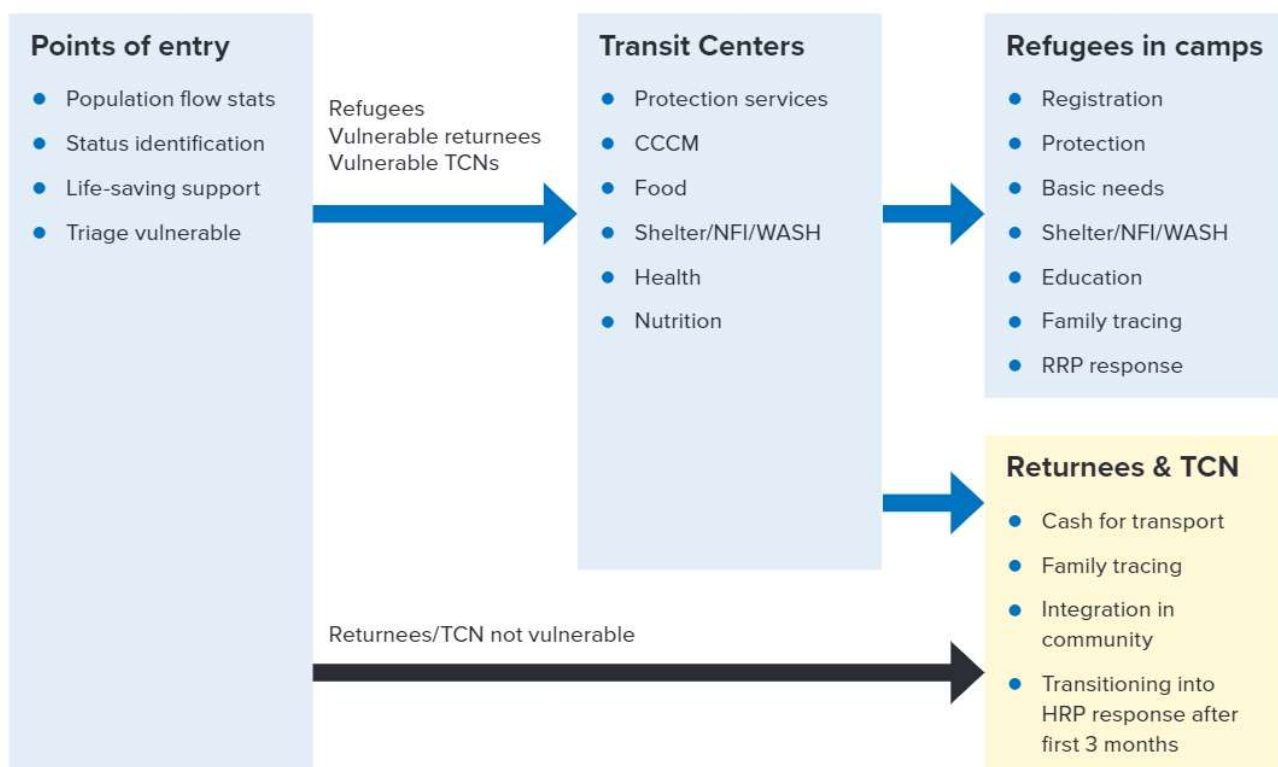 Points of entry
Population flow stats
Status identification
Life-saving support
Triage vulnerable
Refugees
Vulnerable returnees
Vulnerable TCNs
Transit Centers
Protection services
CCCM
Food
Shelter/NFI/WASH
Health
Nutrition
Refugees in camps
Registration
Protection
Basic needs
Shelter/NFI/WASH
Education
Family tracing
RRP response
Returnees/TCN not vulnerable
Returnees & TCN
Cash for transport
Family tracing
Integration in
community
Transitioning into
HRP response after
first 3 months